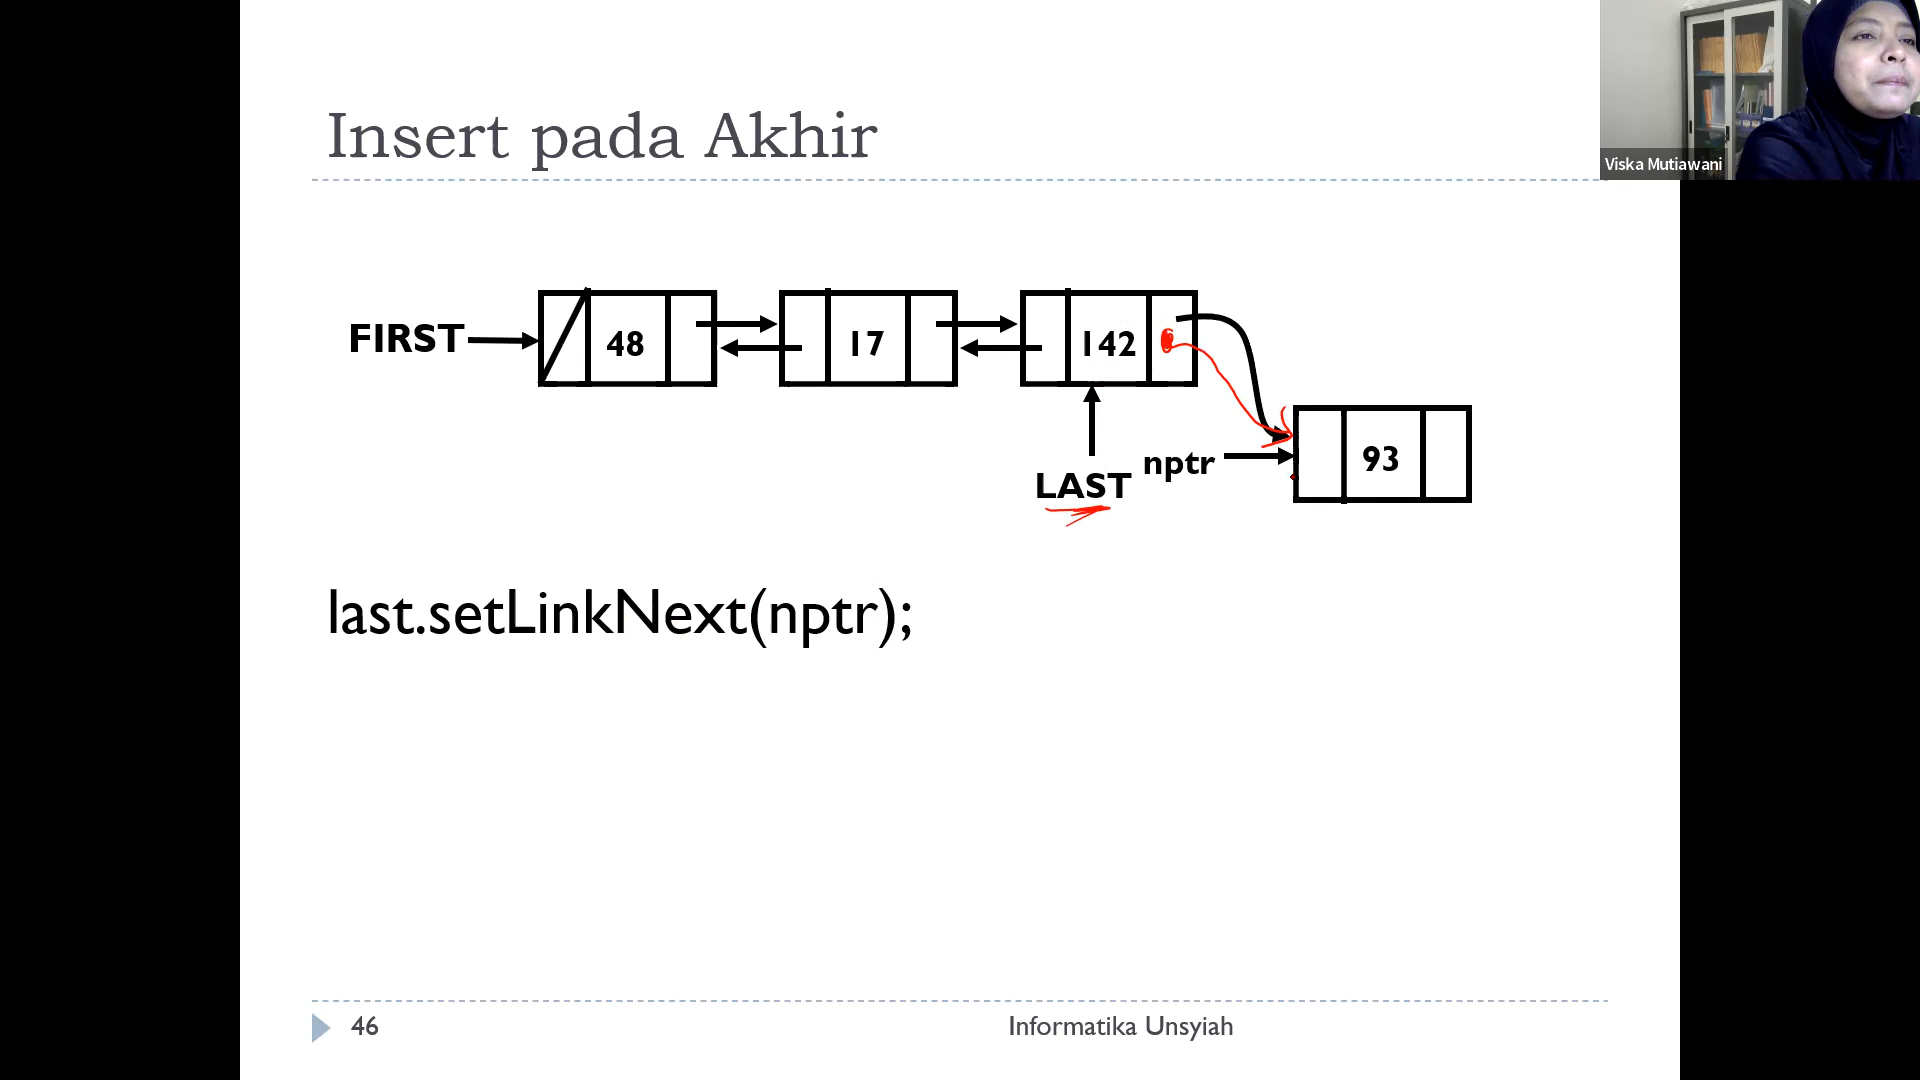 Viska Mutiawani
Insert pada Akhir
FIRST 48 17 142
nptr 93
LAST
last.setLinkNext(nptr);
46 Informatika Unsyiah